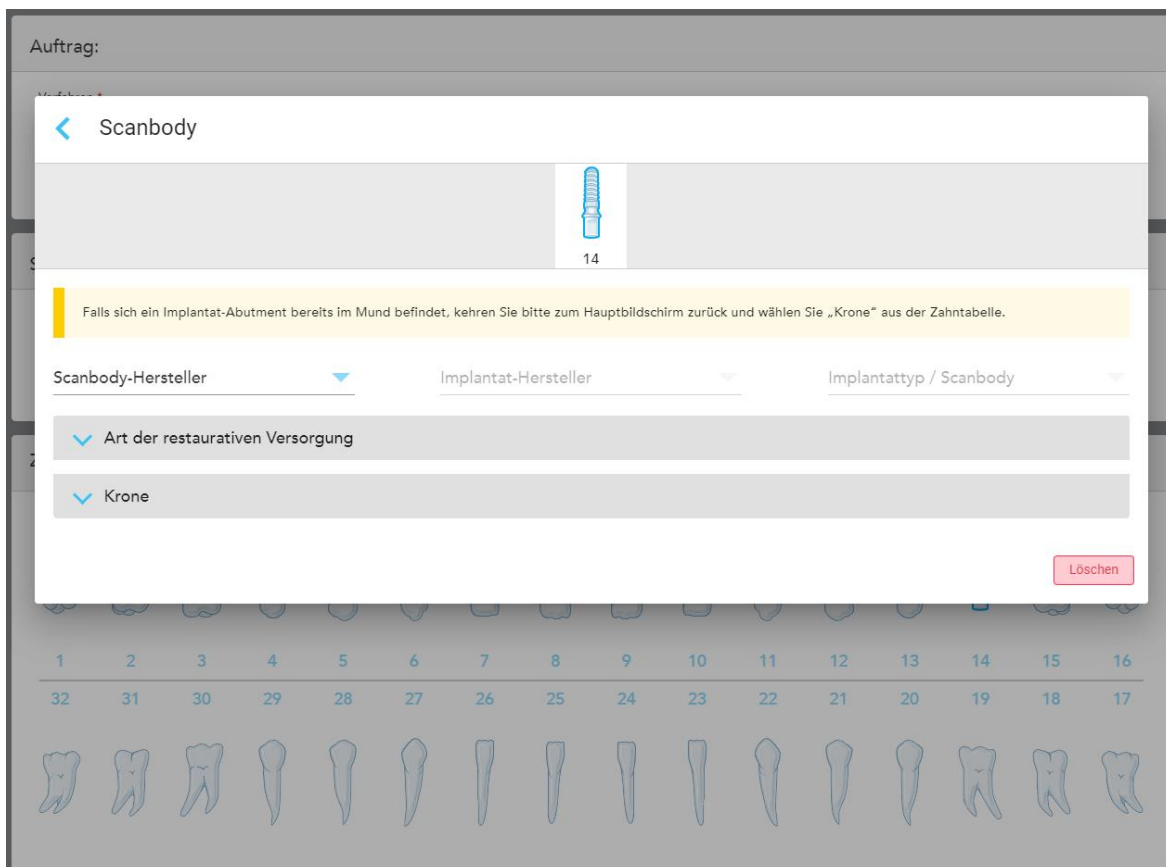 Auftrag:
Scanbody
14
Falls sich ein Implantat-Abutment bereits im Mund befindet, kehren Sie bitte zum Hauptbildschirm zurück und wählen Sie „Krone“ aus der Zahntabelle.
Scanbody-Hersteller
Implantat-Hersteller
Implantattyp / Scanbody
Art der restaurativen Versorgung
Krone
Löschen
1 2 3 4 5 6 7 8 9 10 11 12 13 14 15 16
32 31 30 29 28 27 26 25 24 23 22 21 20 19 18 17